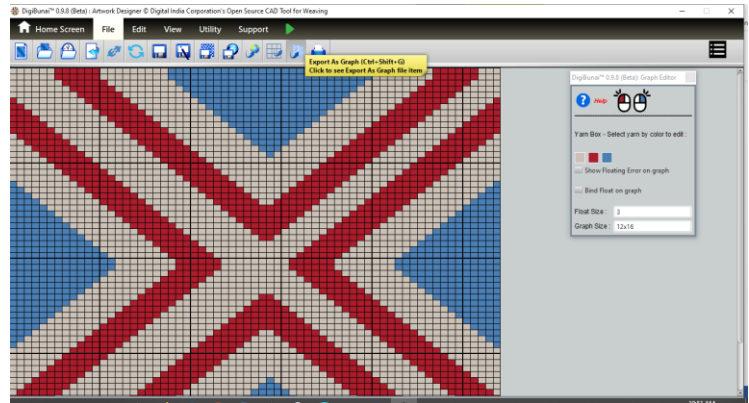 DigiBunai™ 0.9.8 (Beta) : Artwork Designer © Digital India Corporation's Open Source CAD Tool for Weaving
Home Screen File Edit View Utility Support
Export As Graph (Ctrl+Shift+G)
Click to see Export As Graph file item
DigiBunai™ 0.9.8 (Beta): Graph Editor
? Help
Yarn Box - Select yarn by color to edit :
Show Floating Error on graph
Bind Float on graph
Float Size : 3
Graph Size : 12x16